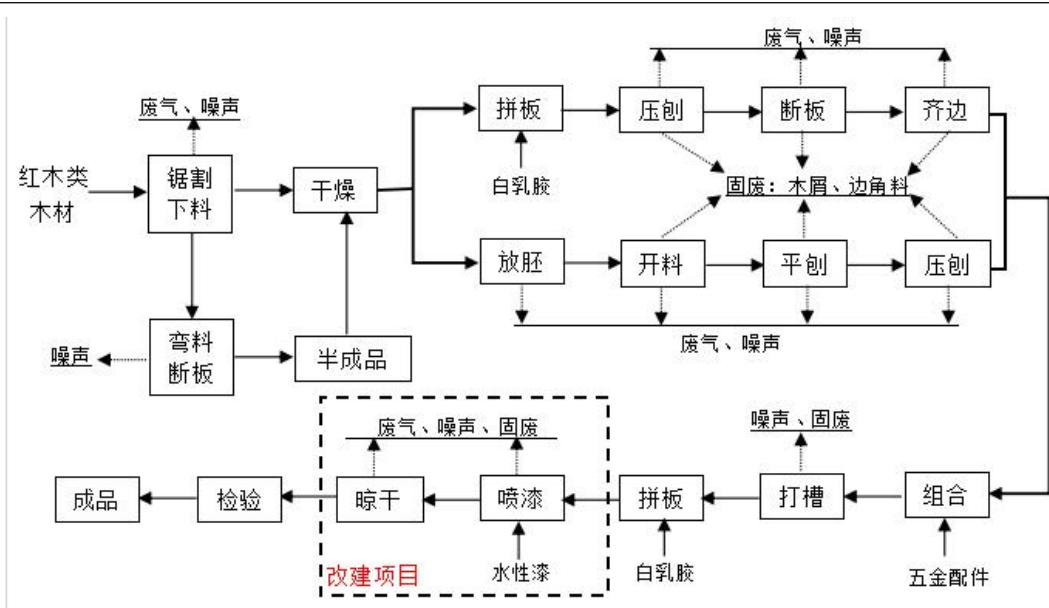 废气、噪声
废气、噪声
拼板
压刨
断板
齐边
红木类
木材
锯割
下料
干燥
白乳胶
固废：木屑、边角料
放胚
开料
平刨
压刨
噪声
弯料
断板
半成品
废气、噪声
废气、噪声、固废
噪声、固废
成品
检验
晾干
喷漆
拼板
打槽
组合
改建项目
水性漆
白乳胶
五金配件